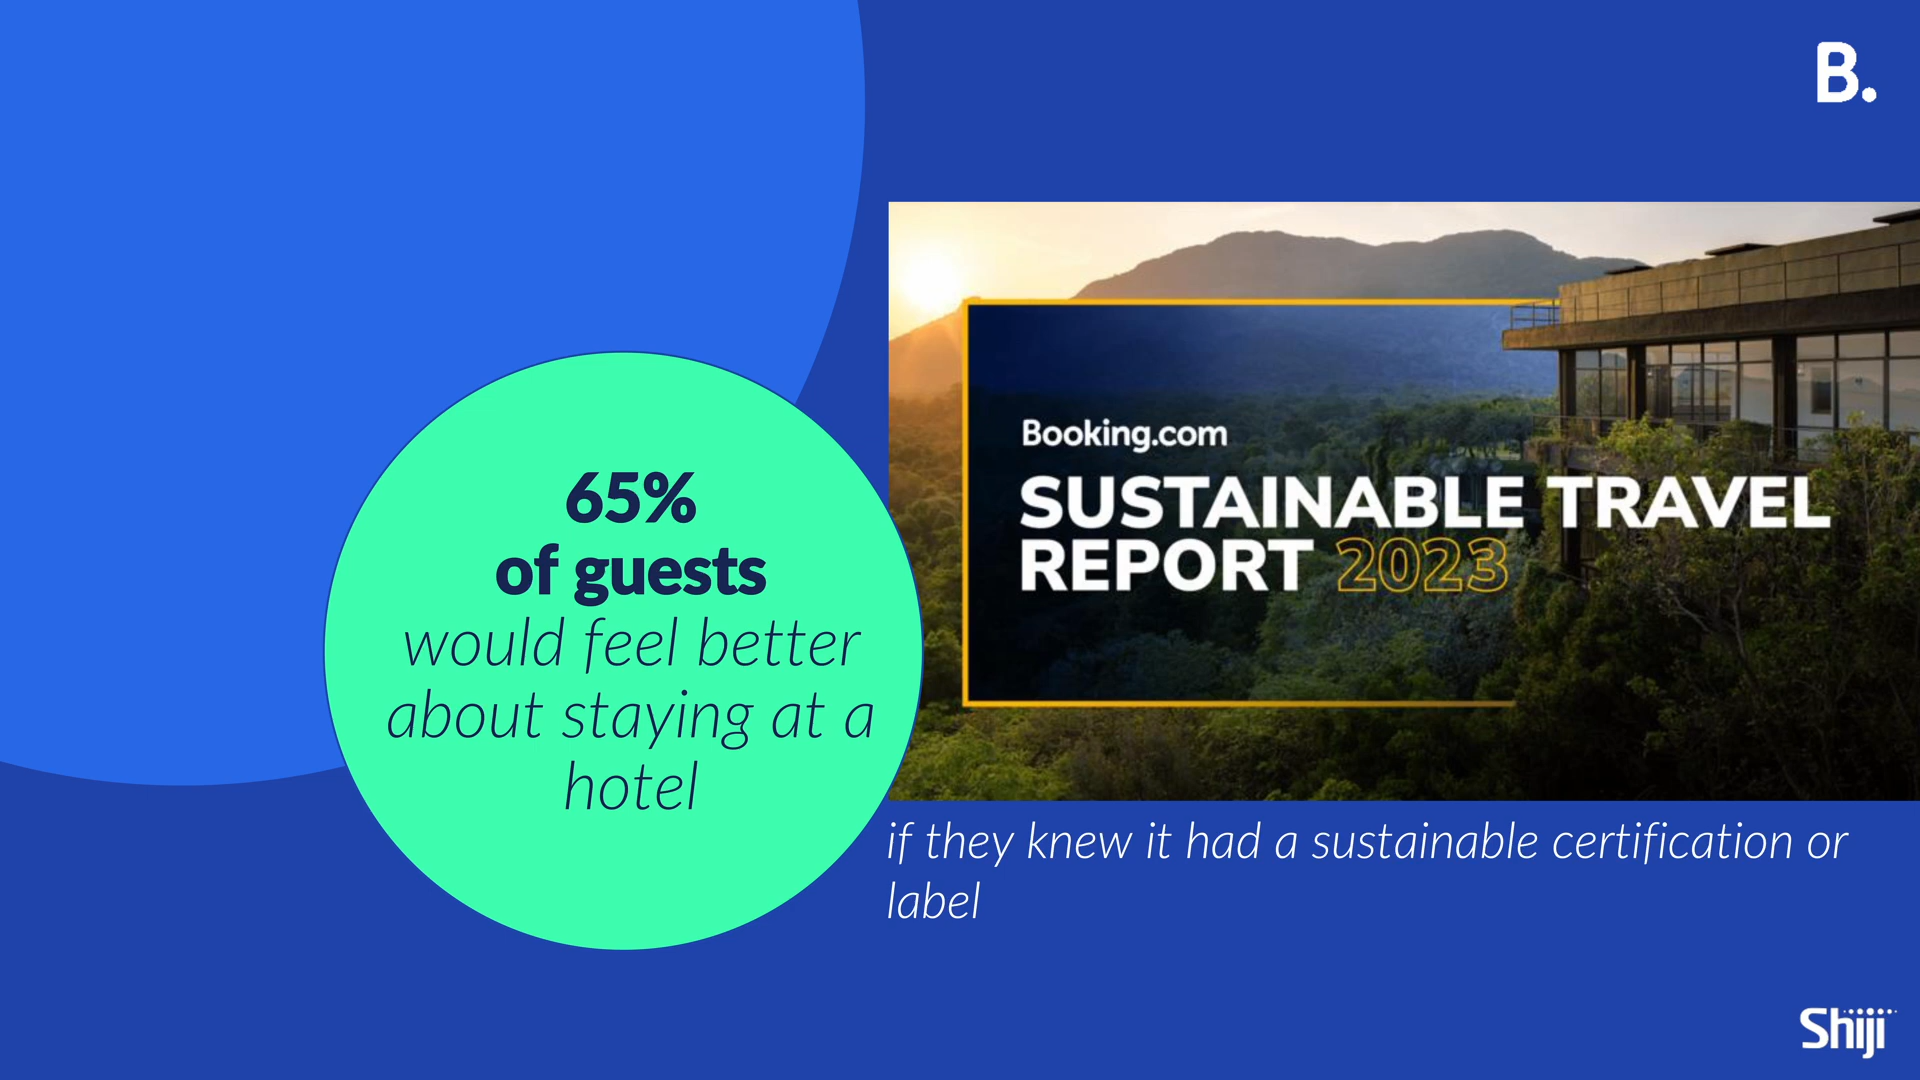 B.
Booking.com
SUSTAINABLE TRAVEL
REPORT 2023
65%
of guests
would feel better
about staying at a
hotel
if they knew it had a sustainable certification or
label
Shiji